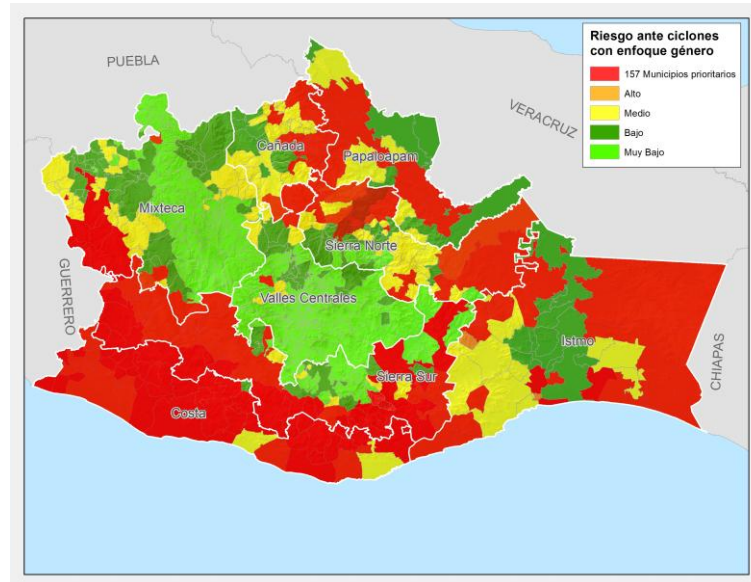 Riesgo ante ciclones
con enfoque género
157 Municipios prioritarios
Alto
Medio
Bajo
Muy Bajo
PUEBLA
VERACRUZ
Cañada
Papaloapam
Mixteca
Sierra Norte
GUERRERO
Valles Centrales
Istmo
CHIAPAS
Sierra Sur
Costa